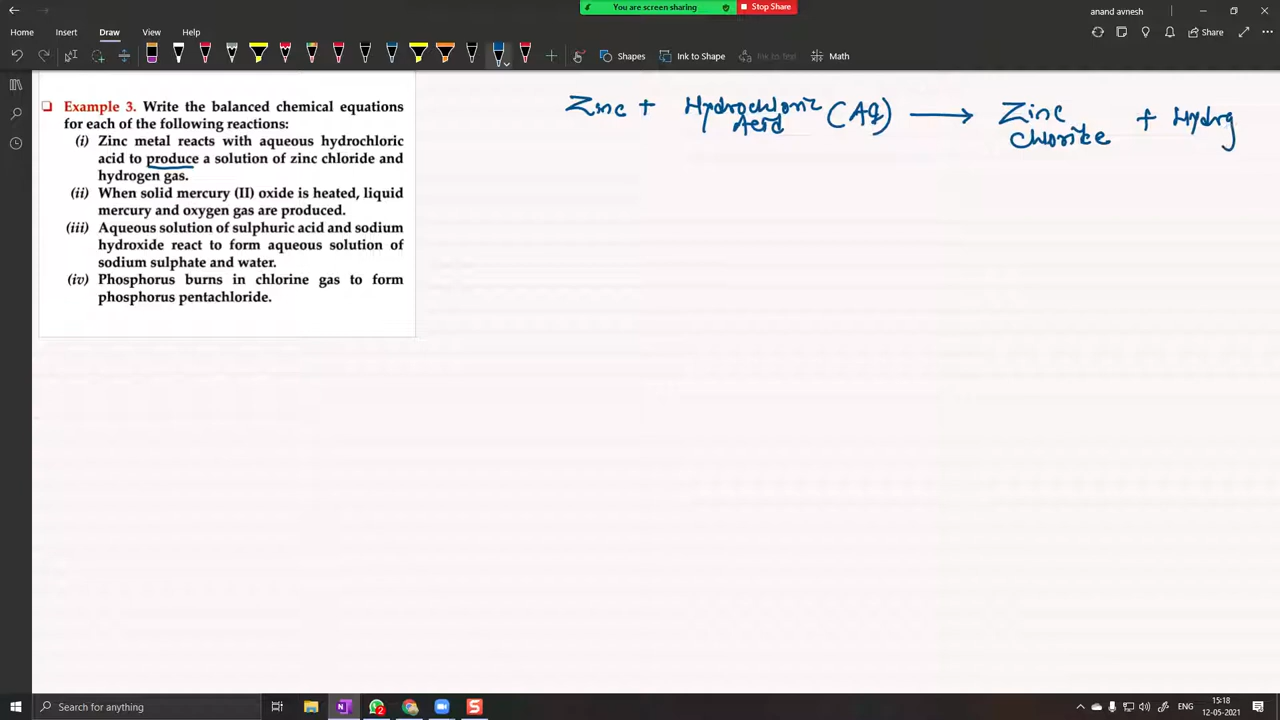 You are screen sharing
Stop Share
anand avnesh
Home Insert Draw View Help
Share
Shapes Ink to Shape Ink to Text Math
Example 3. Write the balanced chemical equations
for each of the following reactions:
(i) Zinc metal reacts with aqueous hydrochloric
acid to produce a solution of zinc chloride and
hydrogen gas.
(ii) When solid mercury (II) oxide is heated, liquid
mercury and oxygen gas are produced.
(iii) Aqueous solution of sulphuric acid and sodium
hydroxide react to form aqueous solution of
sodium sulphate and water.
(iv) Phosphorus burns in chlorine gas to form
phosphorus pentachloride.
Zinc + Hydrochloric (Aq) → Zinc + Hydrog
Acid Chloride
Search for anything
2
15:18
12-05-2021